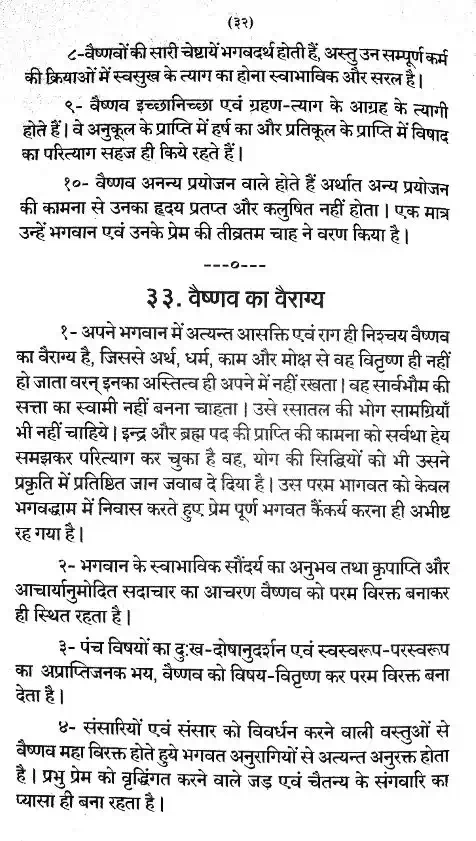 (३२)
८-वैष्णवों की सारी चेष्टायें भगवदर्थ होती हैं, अस्तु उन सम्पूर्ण कर्म
की क्रियाओं में स्वसुख के त्याग का होना स्वाभाविक और सरल है।
९- वैष्णव इच्छानिच्छा एवं ग्रहण-त्याग के आग्रह के त्यागी
होते हैं। वे अनुकूल के प्राप्ति में हर्ष का और प्रतिकूल के प्राप्ति में विषाद
का परित्याग सहज ही किये रहते हैं।
१०- वैष्णव अनन्य प्रयोजन वाले होते हैं अर्थात अन्य प्रयोजन
की कामना से उनका हृदय प्रतप्त और कलुषित नहीं होता। एक मात्र
उन्हें भगवान एवं उनके प्रेम की तीव्रतम चाह ने वरण किया है।
---०---
३३. वैष्णव का वैराग्य
१- अपने भगवान में अत्यन्त आसक्ति एवं राग ही निश्चय वैष्णव
का वैराग्य है, जिससे अर्थ, धर्म, काम और मोक्ष से वह वितृष्ण ही नहीं
हो जाता वरन् इनका अस्तित्व ही अपने में नहीं रखता। वह सार्वभौम की
सत्ता का स्वामी नहीं बनना चाहता। उसे रसातल की भोग सामग्रियाँ
भी नहीं चाहिये। इन्द्र और ब्रह्म पद की प्राप्ति की कामना को सर्वथा हेय
समझकर परित्याग कर चुका है वह, योग की सिद्धियों को भी उसने
प्रकृति में प्रतिष्ठित जान जवाब दे दिया है। उस परम भागवत को केवल
भगवद्धाम में निवास करते हुए प्रेम पूर्ण भगवत कैंकर्य करना ही अभीष्ट
रह गया है।
२- भगवान के स्वाभाविक सौंदर्य का अनुभव तथा कृपाप्ति और
आचार्यानुमोदित सदाचार का आचरण वैष्णव को परम विरक्त बनाकर
ही स्थित रहता है।
३- पंच विषयों का दुःख-दोषानुदर्शन एवं स्वस्वरूप-परस्वरूप
का अप्राप्तिजनक भय, वैष्णव को विषय-वितृष्ण कर परम विरक्त बना
देता है।
४- संसारियों एवं संसार को विवर्धन करने वाली वस्तुओं से
वैष्णव महा विरक्त होते हुये भगवत अनुरागियों से अत्यन्त अनुरक्त होता
है। प्रभु प्रेम को वृद्धिंगत करने वाले जड़ एवं चैतन्य के संगवारि का
प्यासा ही बना रहता है।